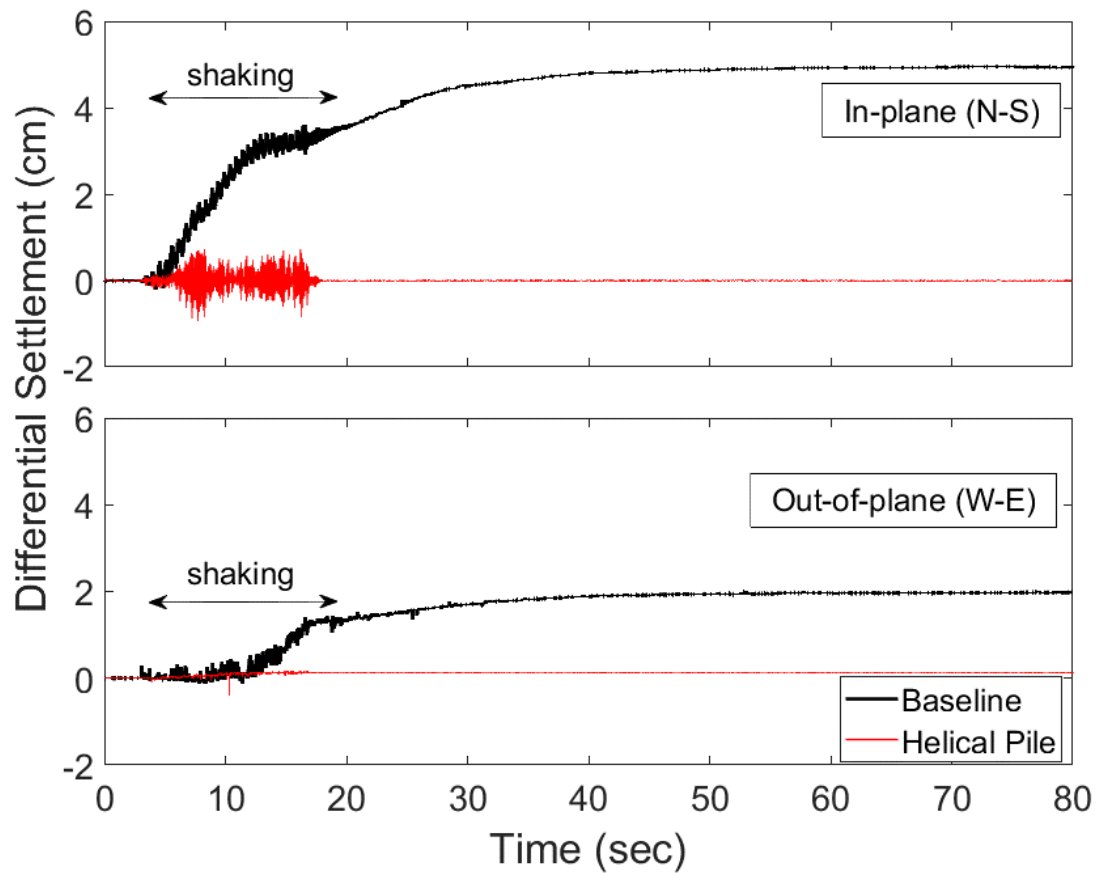 Differential Settlement (cm)
6
4
2
0
-2
shaking
In-plane (N-S)
6
4
2
0
-2
shaking
Out-of-plane (W-E)
Baseline
Helical Pile
0 10 20 30 40 50 60 70 80
Time (sec)